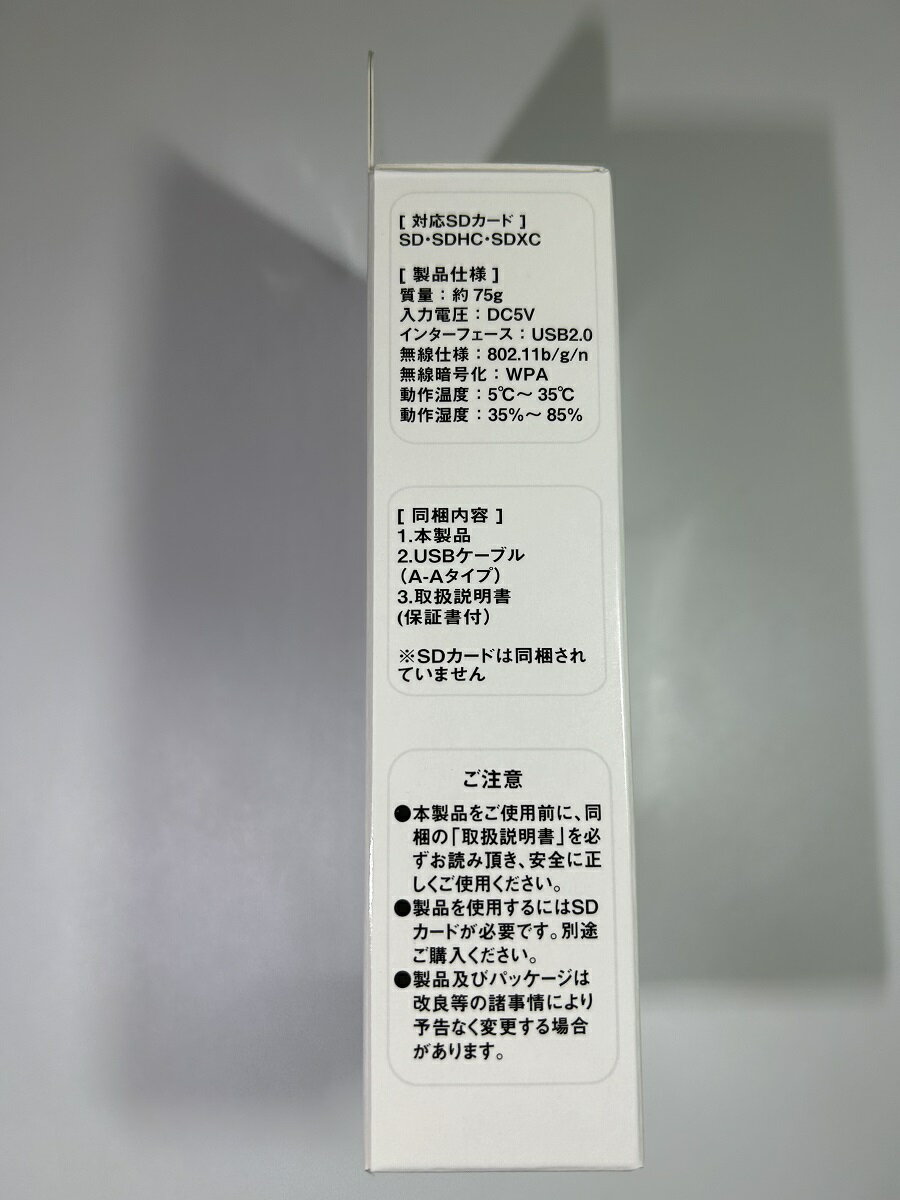 [ 対応SDカード ]
SD・SDHC・SDXC
[ 製品仕様 ]
質量：約 75g
入力電圧：DC5V
インターフェース：USB2.0
無線仕様：802.11b/g/n
無線暗号化：WPA
動作温度：5℃～ 35℃
動作湿度：35%～ 85%
[ 同梱内容 ]
1.本製品
2.USBケーブル
（A-Aタイプ）
3.取扱説明書
(保証書付）
※SDカードは同梱され
ていません
ご注意
●本製品をご使用前に、同
梱の「取扱説明書」を必
ずお読み頂き、安全に正
しくご使用ください。
●製品を使用するにはSD
カードが必要です。別途
ご購入ください。
●製品及びパッケージは
改良等の諸事情により
予告なく変更する場合
があります。